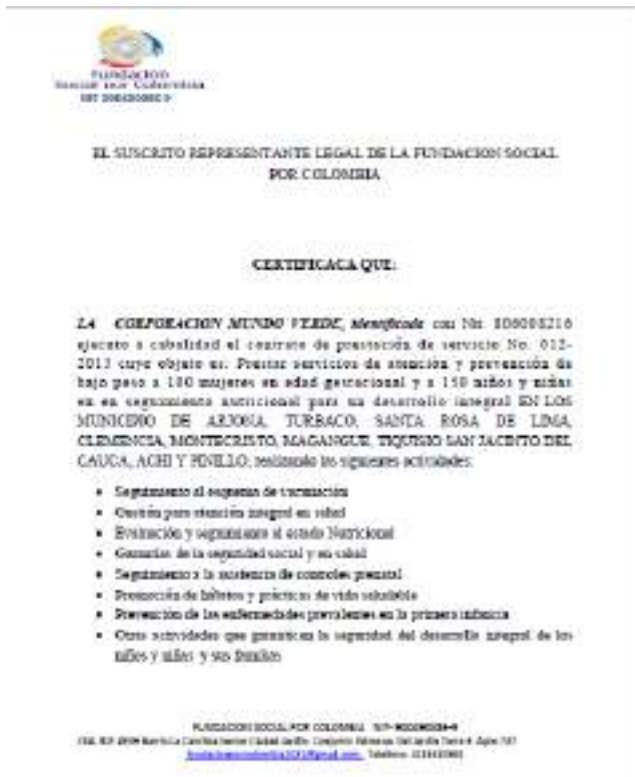 Fundacion
Social por Colombia
NIT
EL SUSCRITO REPRESENTANTE LEGAL DE LA FUNDACION SOCIAL
POR COLOMBIA
CERTIFICACA QUE:
LA CORPORACION MUNDO VERDE, identificada con Nit. 806008216
ejecuto a cabalidad el contrato de prestación de servicio No. 012-
2013 cuyo objeto es: Prestar servicios de atención y prevención de
bajo peso a 100 mujeres en edad gestacional y a 150 niños y niñas
en en seguimiento nutricional para un desarrollo integral EN LOS
MUNICIPIO DE ARJONA, TURBACO, SANTA ROSA DE LIMA,
CLEMENCIA, MONTECRISTO, MAGANGUE, TIQUISIO SAN JACINTO DEL
CAUCA, ACHI Y PINILLO; realizando las siguientes actividades:
• Seguimiento al esquema de vacunación
• Gestión para atención integral en salud
• Evaluación y seguimiento al estado Nutricional
• Garantías de la seguridad social y en salud
• Seguimiento a la asistencia de controles prenatal
• Promoción de hábitos y prácticas de vida saludable
• Prevención de las enfermedades prevalentes en la primera infancia
• Otras actividades que garanticen la seguridad del desarrollo integral de los
niños y niñas y sus familias
FUNDACION SOCIAL POR COLOMBIA NIT-
Teléfono: